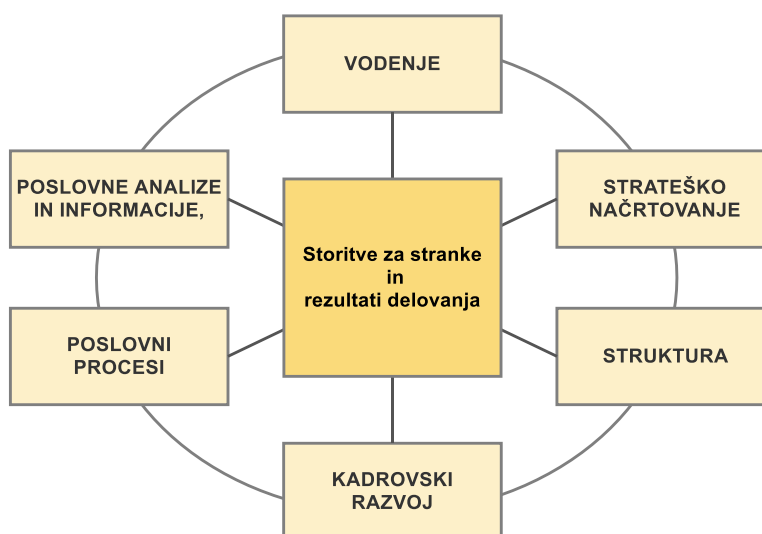 VODENJE
POSLOVNE ANALIZE
IN INFORMACIJE,
STRATEŠKO
NAČRTOVANJE
Storitve za stranke
in
rezultati delovanja
POSLOVNI
PROCESI
STRUKTURA
KADROVSKI
RAZVOJ